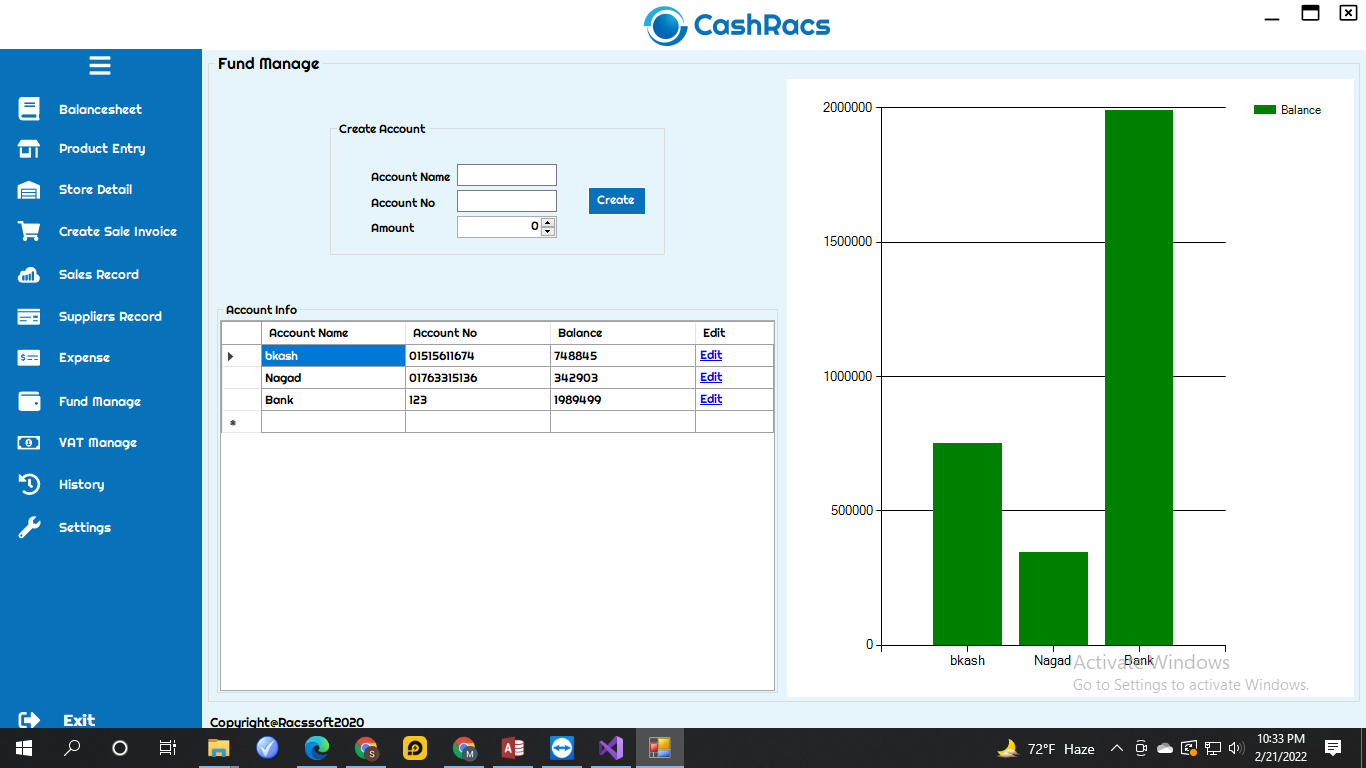 CashRacs
Fund Manage
Balancesheet
Product Entry
Store Detail
Create Sale Invoice
Sales Record
Suppliers Record
Expense
Fund Manage
VAT Manage
History
Settings
Exit
Create Account
Account Name
Account No
Amount 0
Create
Account Info
Account Name Account No Balance Edit
bkash 01515611674 748845 Edit
Nagad 01763315136 342903 Edit
Bank 123 1989499 Edit
2000000
1500000
1000000
500000
0
bkash Nagad Bank
Balance
Activate Windows
Go to Settings to activate Windows.
Copyright@Racssoft2020
72°F Haze
10:33 PM
2/21/2022